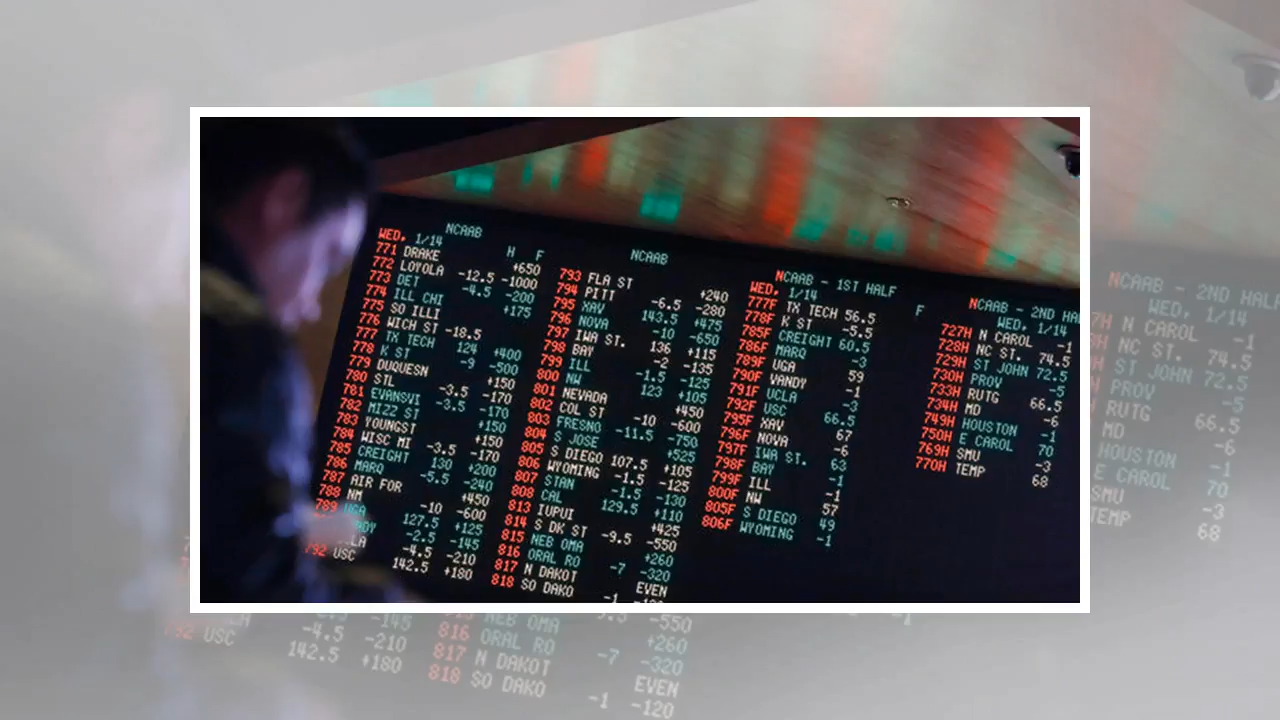 NCAAB
WED, 1/14
H F
771 DRAKE +650
772 LOYOLA -12.5 -1000
773 DET -4.5 -200
774 ILL CHI +175
775 SO ILLI
776 WICH ST -18.5
777 TX TECH 124 +400
778 K ST -9 -500
779 DUQUESN +150
780 STL -3.5 -170
781 EVANSVI -3.5 -170
782 MIZZ ST +150
783 YOUNGST +150
784 WISC MI -3.5 -170
785 CREIGHT 130 +200
786 MARQ -5.5 -240
787 AIR FOR +450
788 NM -10 -600
789 UGA 127.5 +125
-2.5 -145
-4.5 -210
792 USC 142.5 +180
NCAAB
793 FLA ST +240
794 PITT -6.5 -280
795 XAV 143.5 +475
796 NOVA -10 -650
797 IWA ST. 136 +115
798 BAY -2 -135
799 ILL -1.5 -125
800 NW 123 +105
801 NEVADA +450
802 COL ST -10 -600
803 FRESNO -11.5 -750
804 S JOSE +525
805 S DIEGO 107.5 +105
806 WYOMING -1.5 -125
807 STAN -1.5 -130
808 CAL 129.5 +110
813 IUPUI +425
814 S DK ST -9.5 -550
815 NEB OMA +260
816 ORAL RO -7 -320
817 N DAKOT EVEN
818 SO DAKO -1 -120
NCAAB - 1ST HALF
WED, 1/14
F
777F TX TECH 56.5
778F K ST -5.5
785F CREIGHT 60.5
786F MARQ -3
789F UGA 59
790F VANDY -1
791F UCLA -3
792F USC 66.5
795F XAV 67
796F NOVA -6
797F IWA ST. 63
798F BAY -1
799F ILL -1
800F NW 57
805F S DIEGO 49
806F WYOMING -1
NCAAB - 2ND HA
WED, 1/14
727H N CAROL -1
728H NC ST. 74.5
729H ST JOHN 72.5
730H PROV -5
733H RUTG 66.5
734H MD -6
749H HOUSTON -1
750H E CAROL 70
769H SMU -3
770H TEMP 68